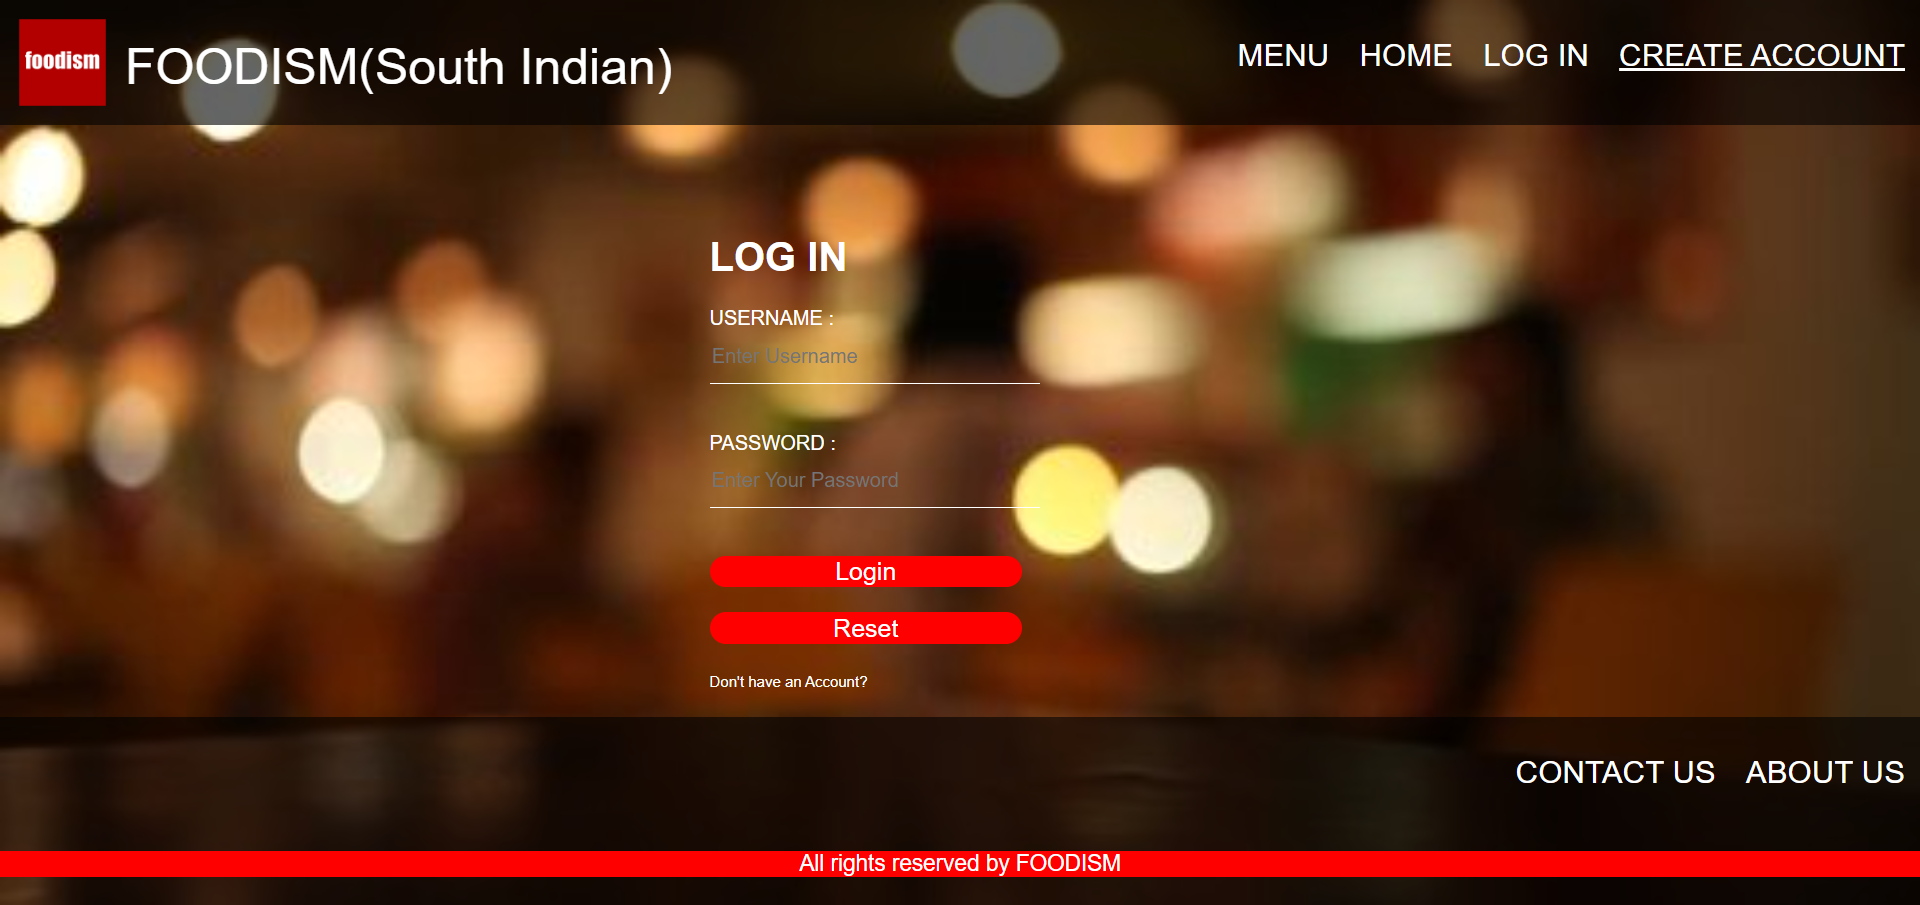 foodism
FOODISM(South Indian)
MENU HOME LOG IN CREATE ACCOUNT
LOG IN
USERNAME :
Enter Username
PASSWORD :
Enter Your Password
Login
Reset
Don't have an Account?
CONTACT US ABOUT US
All rights reserved by FOODISM